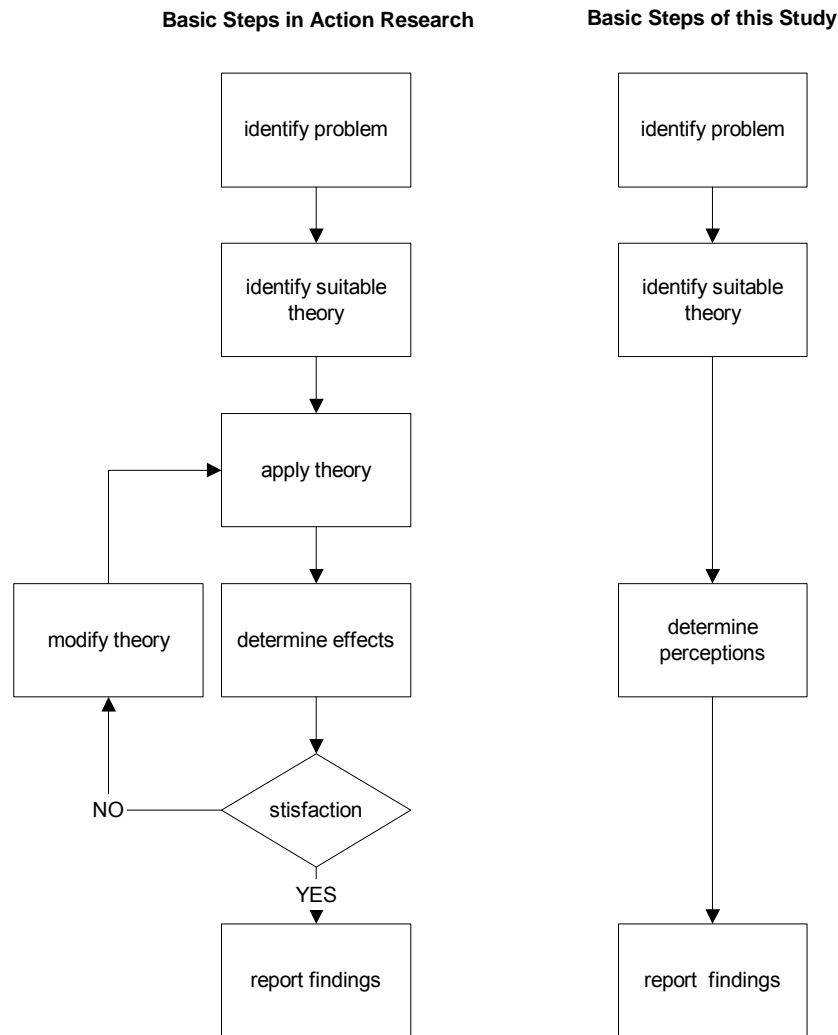 Basic Steps in Action Research
identify problem
identify suitable
theory
apply theory
modify theory
determine effects
stisfaction
NO
YES
report findings
Basic Steps of this Study
identify problem
identify suitable
theory
determine
perceptions
report findings